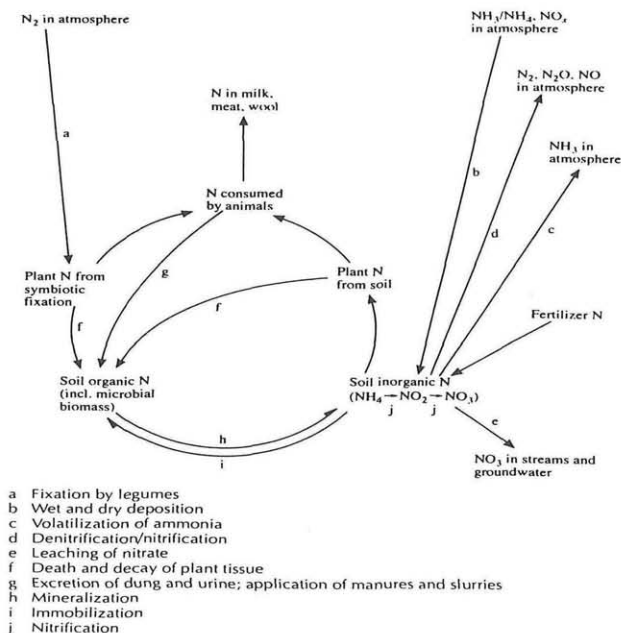 N₂ in atmosphere
NH₃/NH₄, NOₓ
in atmosphere
N₂, N₂O, NO
in atmosphere
N in milk,
meat, wool
NH₃ in
atmosphere
a
b
d
c
N consumed
by animals
g
Plant N from
symbiotic
fixation
Plant N
from soil
f
f
Fertilizer N
Soil organic N
(incl. microbial
biomass)
Soil inorganic N
(NH₄→NO₂→NO₃)
j j
h
i
e
NO₃ in streams and
groundwater
a Fixation by legumes
b Wet and dry deposition
c Volatilization of ammonia
d Denitrification/nitrification
e Leaching of nitrate
f Death and decay of plant tissue
g Excretion of dung and urine; application of manures and slurries
h Mineralization
i Immobilization
j Nitrification